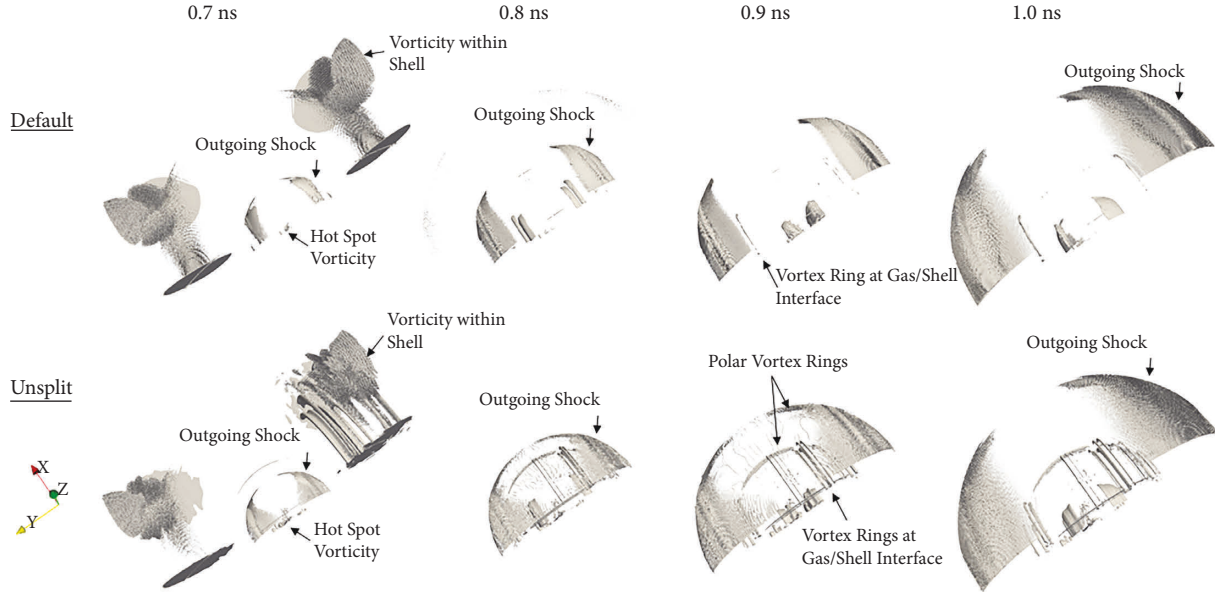 0.7 ns
0.8 ns
0.9 ns
1.0 ns
Default
Vorticity within
Shell
Outgoing Shock
Hot Spot
Vorticity
Outgoing Shock
Vortex Ring at Gas/Shell
Interface
Outgoing Shock
Unsplit
Vorticity within
Shell
Outgoing Shock
Hot Spot
Vorticity
Outgoing Shock
Polar Vortex Rings
Vortex Rings at
Gas/Shell Interface
Outgoing Shock
X
Z
Y